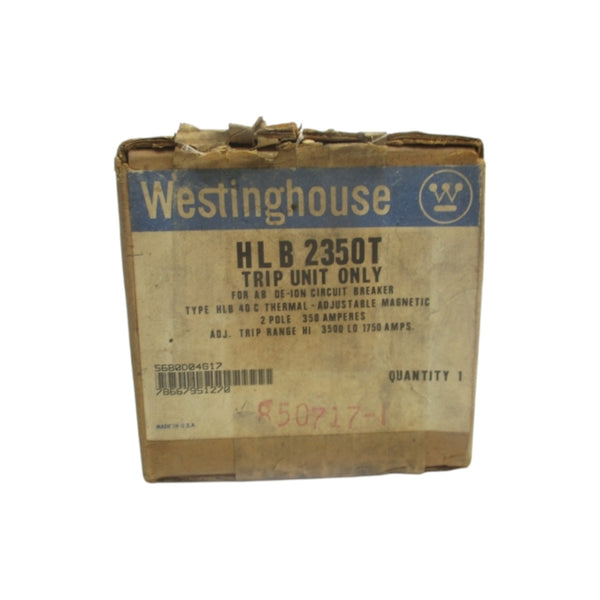 Westinghouse
HLB 2350T
TRIP UNIT ONLY
FOR AB DE-ION CIRCUIT BREAKER
TYPE HLB 40 C THERMAL - ADJUSTABLE MAGNETIC
2 POLE 350 AMPERES
ADJ. TRIP RANGE HI 3500 LO 1750 AMPS.
5680D04G17
78667951270
QUANTITY 1
850717-1
MADE IN U.S.A.